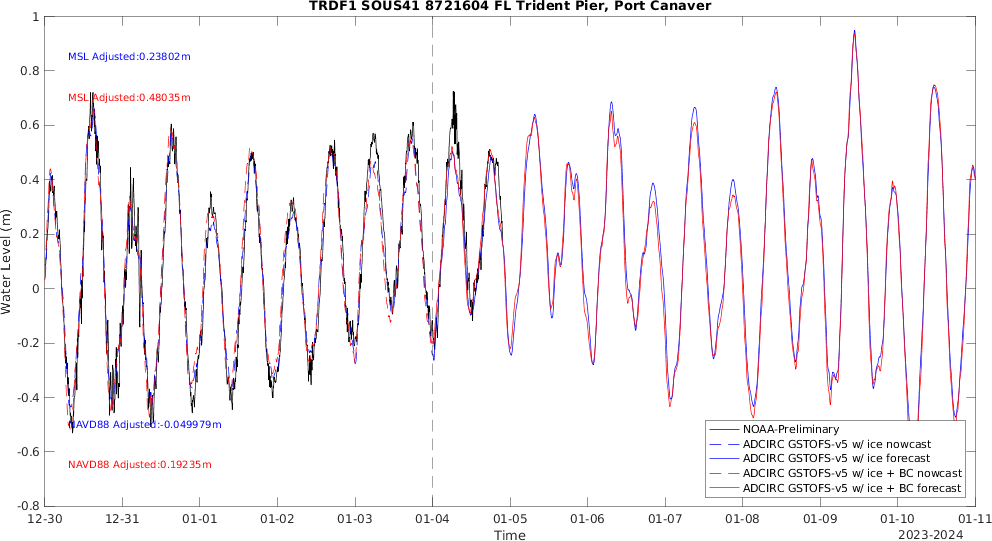 TRDF1 SOUS41 8721604 FL Trident Pier, Port Canaver
1
0.8
0.6
0.4
0.2
0
-0.2
-0.4
-0.6
-0.8
Water Level (m)
MSL Adjusted:0.23802m
MSL Adjusted:0.48035m
NAVD88 Adjusted:-0.049979m
NAVD88 Adjusted:0.19235m
NOAA-Preliminary
ADCIRC GSTOFS-v5 w/ ice nowcast
ADCIRC GSTOFS-v5 w/ ice forecast
ADCIRC GSTOFS-v5 w/ ice + BC nowcast
ADCIRC GSTOFS-v5 w/ ice + BC forecast
12-30 12-31 01-01 01-02 01-03 01-04 01-05 01-06 01-07 01-08 01-09 01-10 01-11
Time
2023-2024